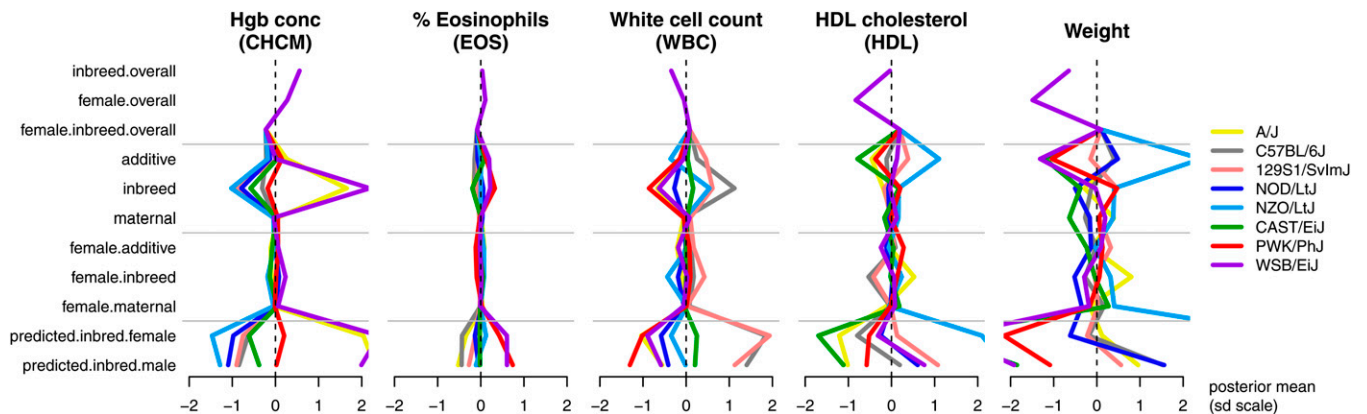 Hgb conc
(CHCM)
% Eosinophils
(EOS)
White cell count
(WBC)
HDL cholesterol
(HDL)
Weight
inbreed.overall
female.overall
female.inbreed.overall
additive
inbreed
maternal
female.additive
female.inbreed
female.maternal
predicted.inbred.female
predicted.inbred.male
A/J
C57BL/6J
129S1/SvImJ
NOD/LtJ
NZO/LtJ
CAST/EiJ
PWK/PhJ
WSB/EiJ
−2 −1 0 1 2
−2 −1 0 1 2
−2 −1 0 1 2
−2 −1 0 1 2
−2 −1 0 1 2
posterior mean
(sd scale)